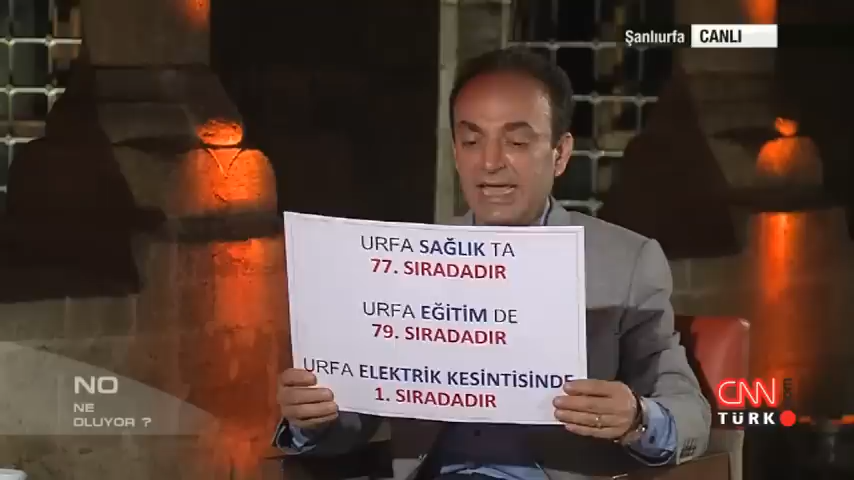 Şanlıurfa CANLI
URFA SAĞLIK TA
77. SIRADADIR
URFA EĞİTİM DE
79. SIRADADIR
URFA ELEKTRİK KESİNTİSİNDE
1. SIRADADIR
NO
NE
OLUYOR ?
CNN
TÜRK